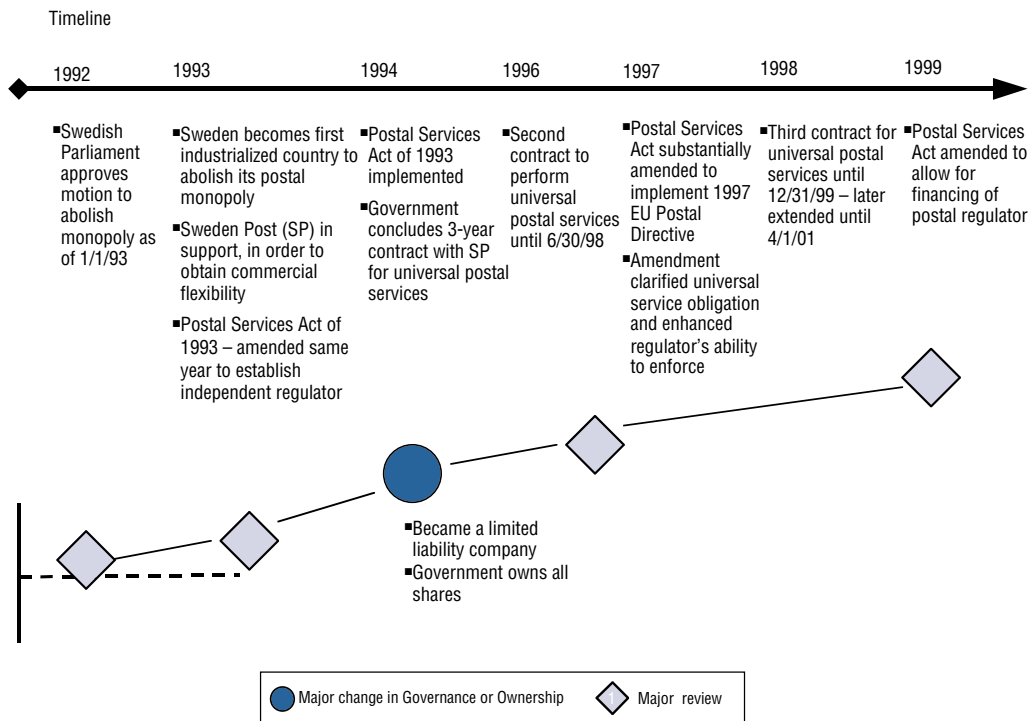 Timeline
1992
1993
1994
1996
1997
1998
1999
▪Swedish
Parliament
approves
motion to
abolish
monopoly as
of 1/1/93
▪Sweden becomes first
industrialized country to
abolish its postal
monopoly
▪Sweden Post (SP) in
support, in order to
obtain commercial
flexibility
▪Postal Services Act of
1993 – amended same
year to establish
independent regulator
▪Postal Services
Act of 1993
implemented
▪Government
concludes 3-year
contract with SP
for universal postal
services
▪Second
contract to
perform
universal
postal services
until 6/30/98
▪Postal Services
Act substantially
amended to
implement 1997
EU Postal
Directive
▪Amendment
clarified universal
service obligation
and enhanced
regulator’s ability
to enforce
▪Third contract for
universal postal
services until
12/31/99 – later
extended until
4/1/01
▪Postal Services
Act amended to
allow for
financing of
postal regulator
▪Became a limited
liability company
▪Government owns all
shares
Major change in Governance or Ownership
1
Major review